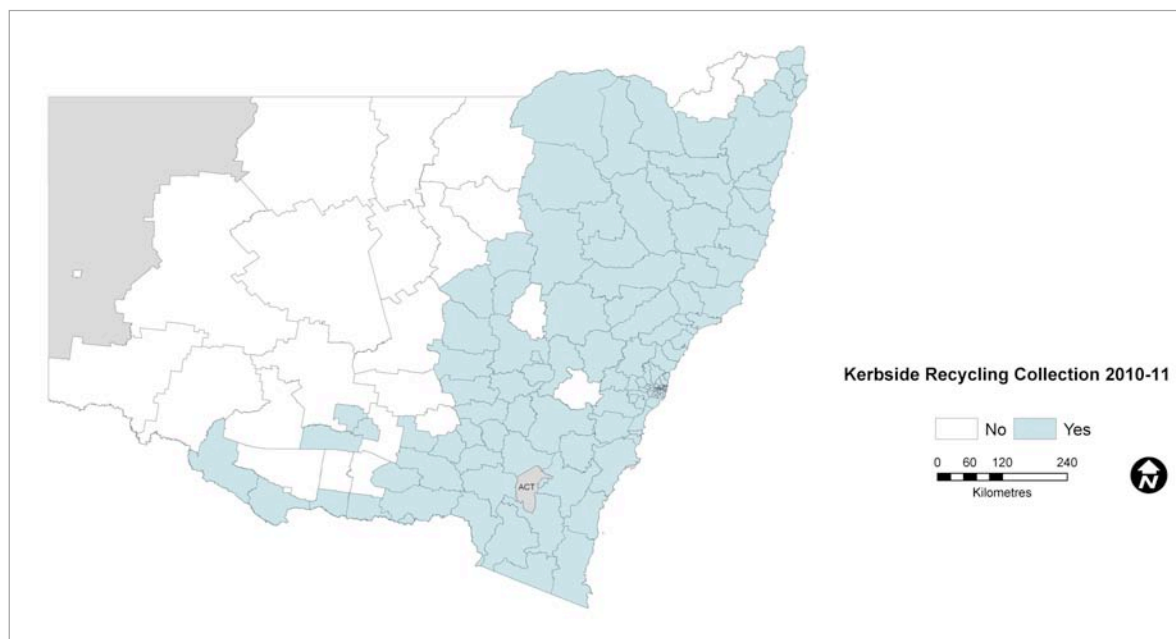 Kerbside Recycling Collection 2010-11
No Yes
0 60 120 240
Kilometres
N
ACT